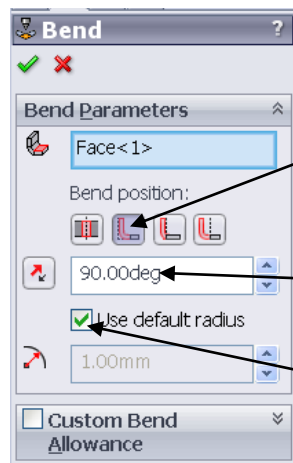 Bend ?
Bend Parameters
Face<1>
Bend position:
90.00deg
Use default radius
1.00mm
Custom Bend
Allowance